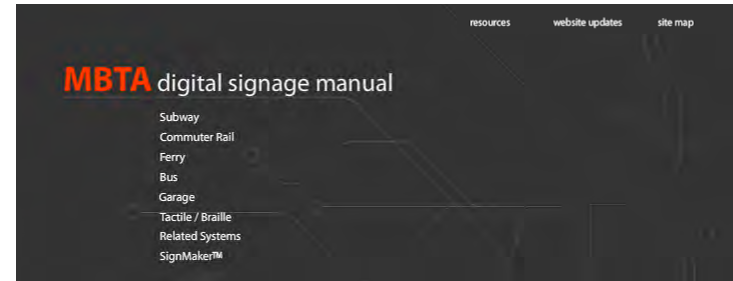 resources website updates site map
MBTA digital signage manual
Subway
Commuter Rail
Ferry
Bus
Garage
Tactile / Braille
Related Systems
SignMaker™